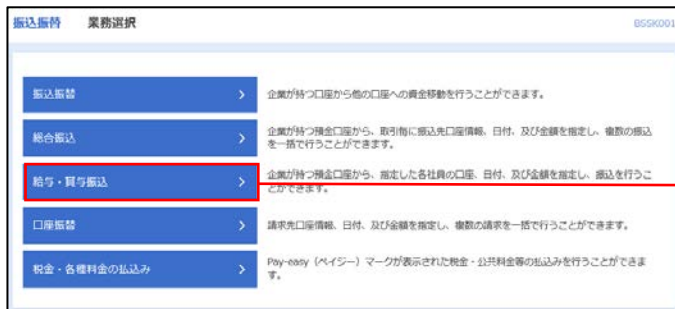 振込振替 業務選択 BSSK001
振込振替 > 企業が持つ口座から他の口座への資金移動を行うことができます。
総合振込 > 企業が持つ預金口座から、取引毎に振込先口座情報、日付、及び金額を指定し、複数の振込
を一括で行うことができます。
給与・賞与振込 > 企業が持つ預金口座から、指定した各社員の口座、日付、及び金額を指定し、振込を行うこ
とができます。
口座振替 > 請求先口座情報、日付、及び金額を指定し、複数の請求を一括で行うことができます。
税金・各種料金の払込み > Pay-easy（ペイジー）マークが表示された税金・公共料金等の払込みを行うことができま
す。